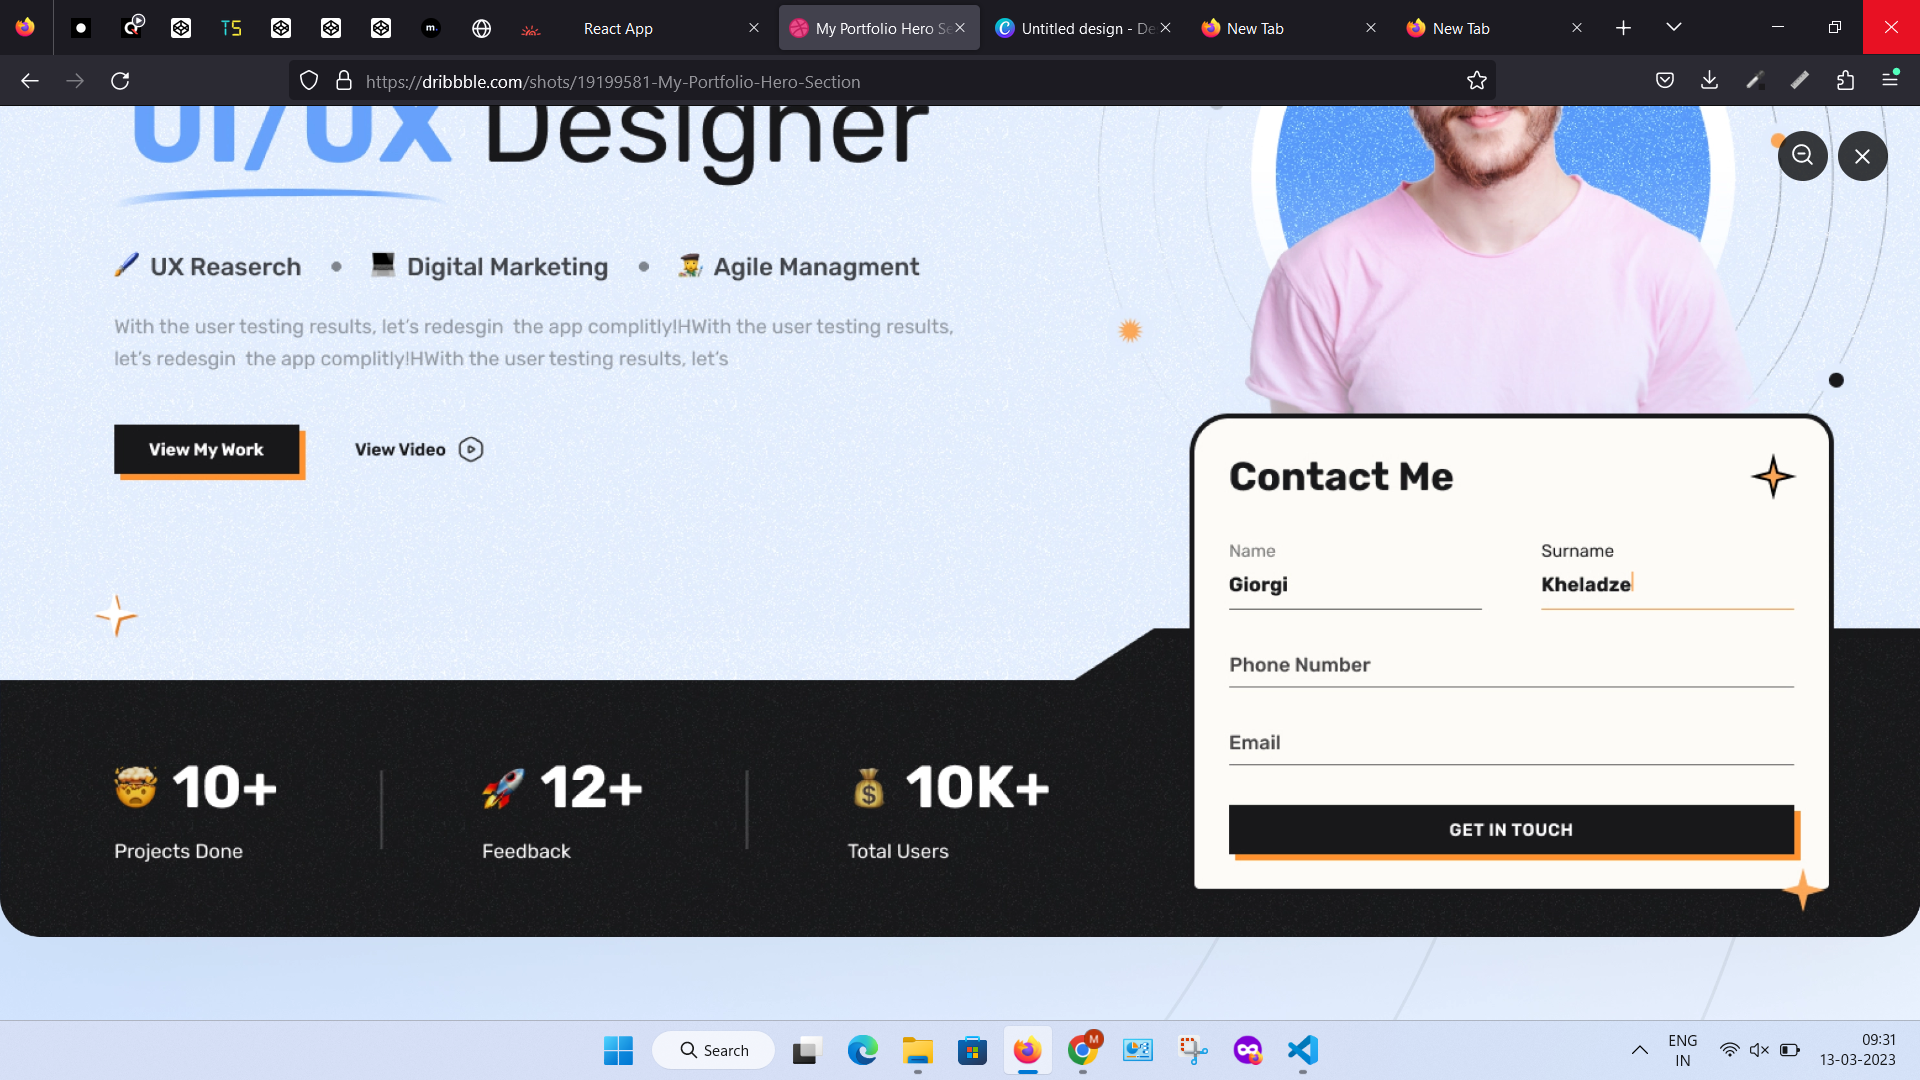 React App
My Portfolio Hero Se
Untitled design - De
New Tab
New Tab
https://dribbble.com/shots/19199581-My-Portfolio-Hero-Section
UI/UX Designer
UX Reaserch
Digital Marketing
Agile Managment
With the user testing results, let's redesgin the app complitly!HWith the user testing results,
let's redesgin the app complitly!HWith the user testing results, let's
View My Work
View Video
Contact Me
Name
Surname
Giorgi
Kheladze
Phone Number
Email
GET IN TOUCH
10+
12+
10K+
Projects Done
Feedback
Total Users
Search
M
ENG
IN
09:31
13-03-2023
TS
m.